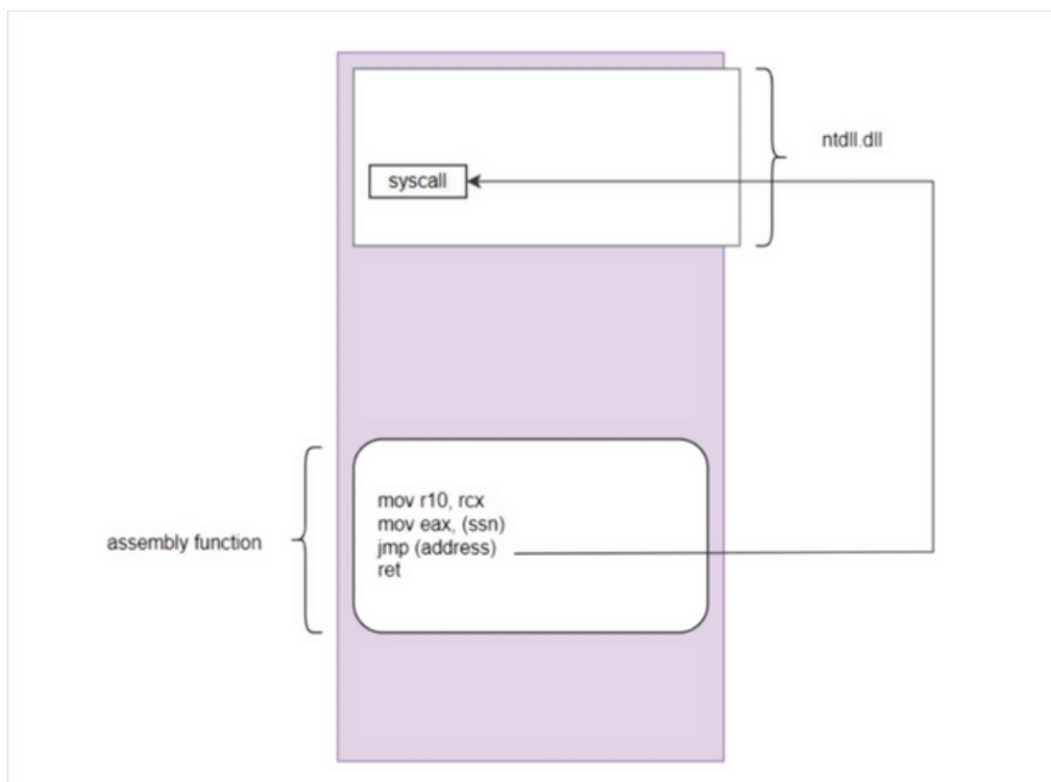 ntdll.dll
syscall
assembly function
mov r10, rcx
mov eax, (ssn)
jmp (address)
ret